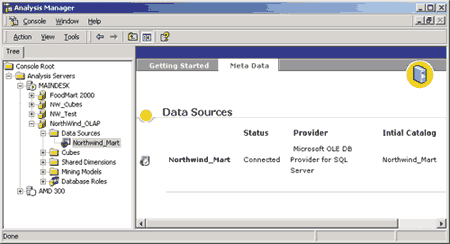 Analysis Manager
Console Window Help
Action View Tools
Tree
Console Root
Analysis Servers
MAINDESK
FoodMart 2000
NW_Cubes
NW_Test
NorthWind_OLAP
Data Sources
Northwind_Mart
Cubes
Shared Dimensions
Mining Models
Database Roles
AMD 300
Getting Started Meta Data
Data Sources
Status Provider Intial Catalog
Northwind_Mart Connected Microsoft OLE DB Provider for SQL Server Northwind_Mart
Done